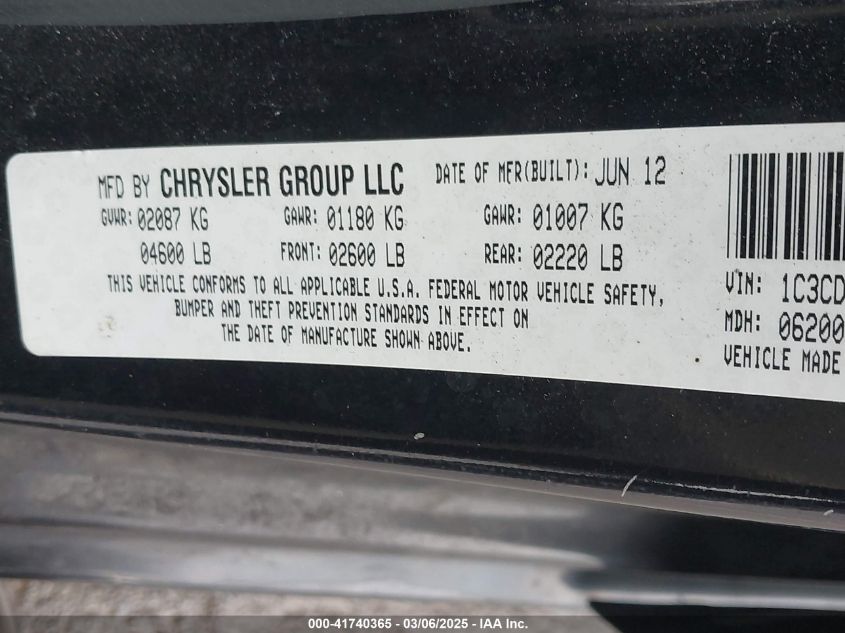 MFD BY CHRYSLER GROUP LLC DATE OF MFR(BUILT): JUN 12
GVWR: 02087 KG GAWR: 01180 KG GAWR: 01007 KG
04600 LB FRONT: 02600 LB REAR: 02220 LB
THIS VEHICLE CONFORMS TO ALL APPLICABLE U.S.A. FEDERAL MOTOR VEHICLE SAFETY,
BUMPER AND THEFT PREVENTION STANDARDS IN EFFECT ON
THE DATE OF MANUFACTURE SHOWN ABOVE.
VIN: 1C3CD
MDH: 06200
VEHICLE MADE
000-41740365 - 03/06/2025 - IAA Inc.